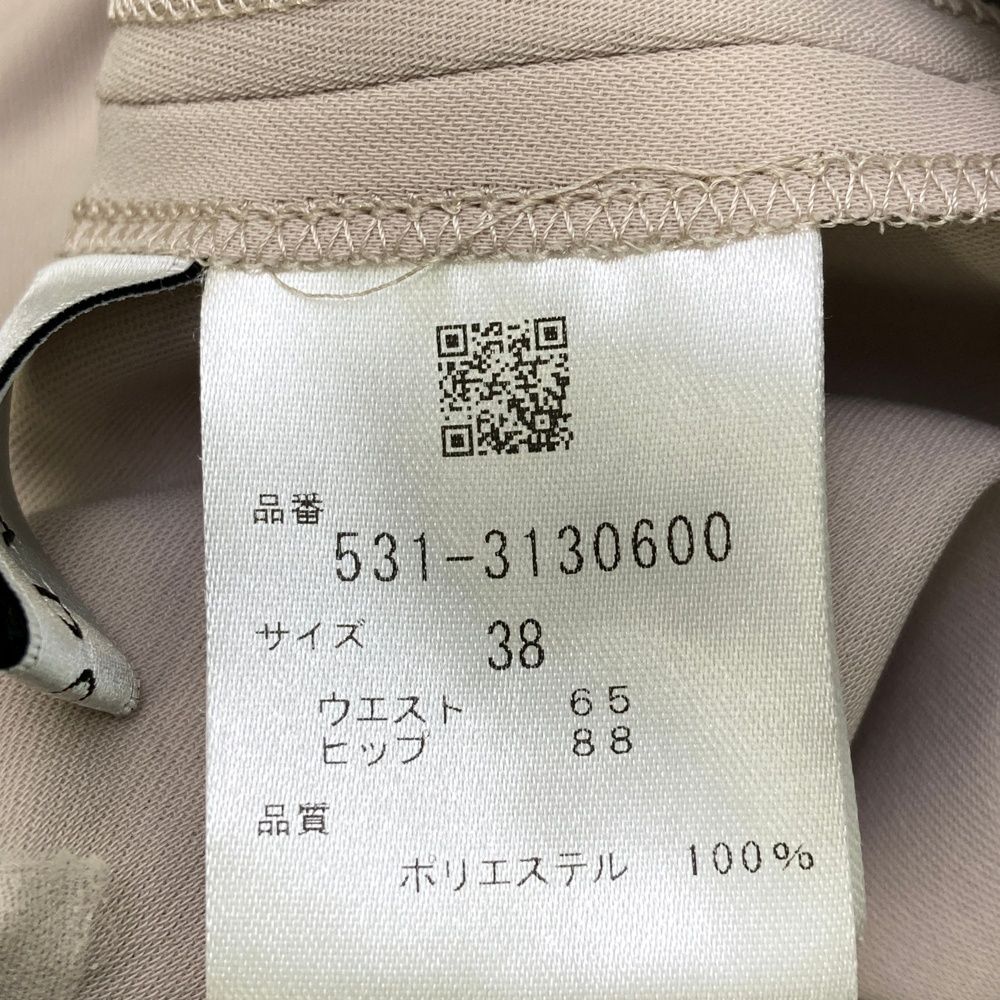 品番
531-3130600
サイズ 38
ウエスト 65
ヒップ 88
品質
ポリエステル 100%